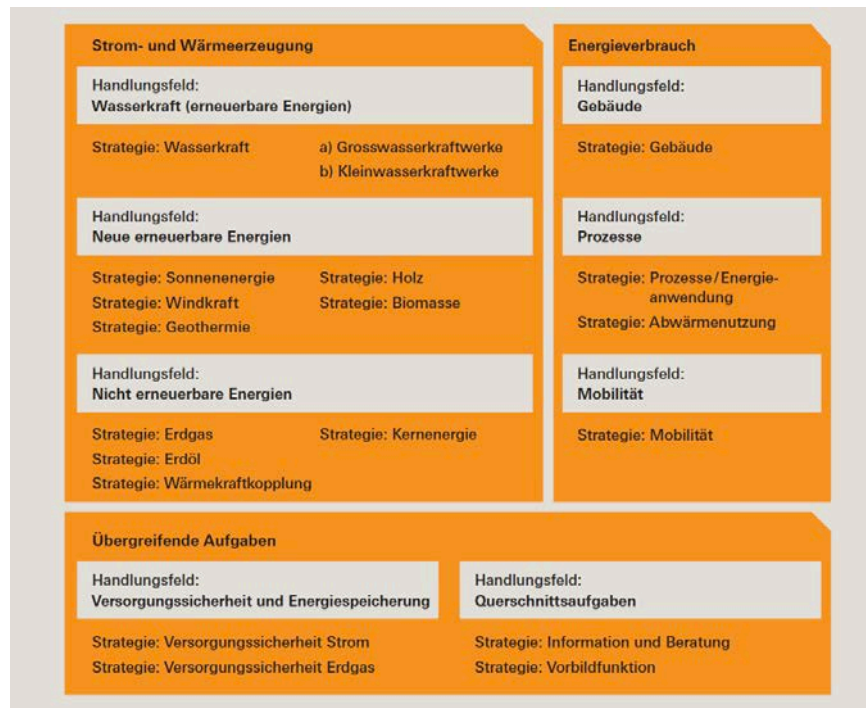 Strom- und Wärmeerzeugung
Handlungsfeld:
Wasserkraft (erneuerbare Energien)
Strategie: Wasserkraft
a) Grosswasserkraftwerke
b) Kleinwasserkraftwerke
Handlungsfeld:
Neue erneuerbare Energien
Strategie: Sonnenenergie
Strategie: Windkraft
Strategie: Geothermie
Strategie: Holz
Strategie: Biomasse
Handlungsfeld:
Nicht erneuerbare Energien
Strategie: Erdgas
Strategie: Erdöl
Strategie: Wärmekraftkopplung
Strategie: Kernenergie
Energieverbrauch
Handlungsfeld:
Gebäude
Strategie: Gebäude
Handlungsfeld:
Prozesse
Strategie: Prozesse/Energie-
anwendung
Strategie: Abwärmenutzung
Handlungsfeld:
Mobilität
Strategie: Mobilität
Übergreifende Aufgaben
Handlungsfeld:
Versorgungssicherheit und Energiespeicherung
Strategie: Versorgungssicherheit Strom
Strategie: Versorgungssicherheit Erdgas
Handlungsfeld:
Querschnittsaufgaben
Strategie: Information und Beratung
Strategie: Vorbildfunktion